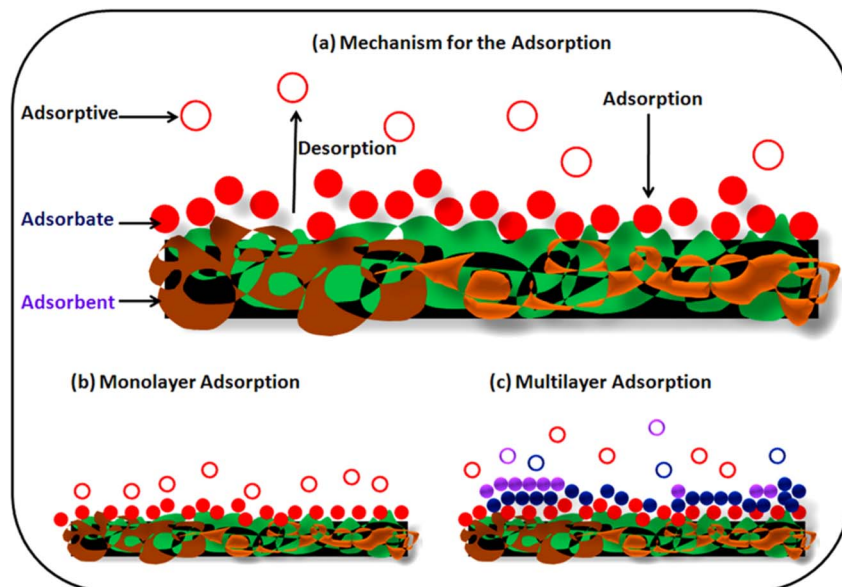 (a) Mechanism for the Adsorption
Adsorptive
Adsorption
Desorption
Adsorbate
Adsorbent
(b) Monolayer Adsorption
(c) Multilayer Adsorption